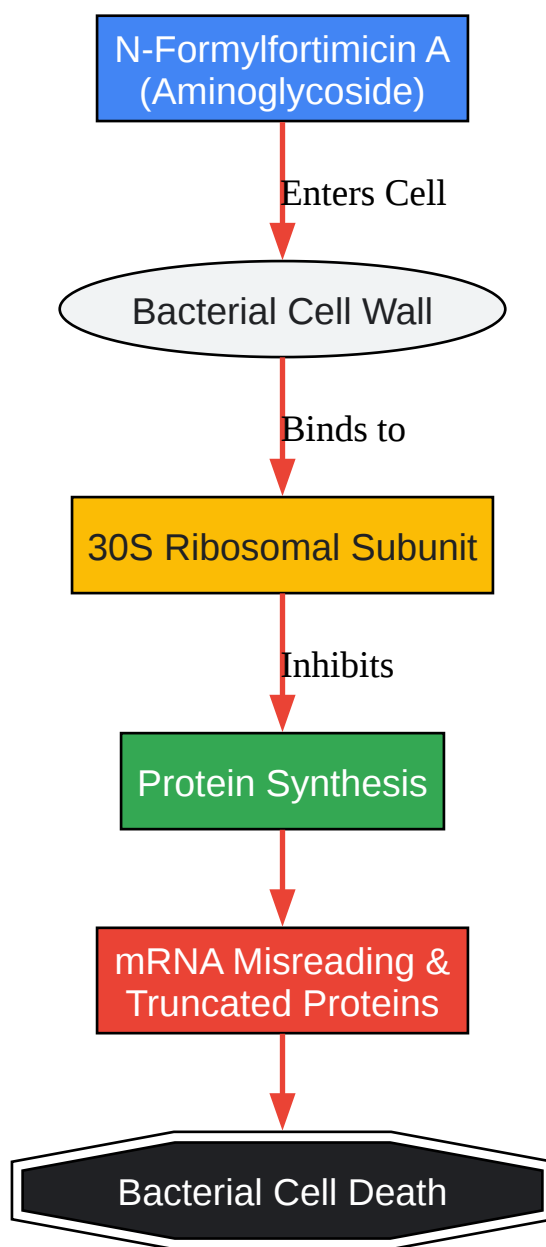 N-Formylfortimicin A
(Aminoglycoside)
Enters Cell
Bacterial Cell Wall
Binds to
30S Ribosomal Subunit
Inhibits
Protein Synthesis
mRNA Misreading &
Truncated Proteins
Bacterial Cell Death